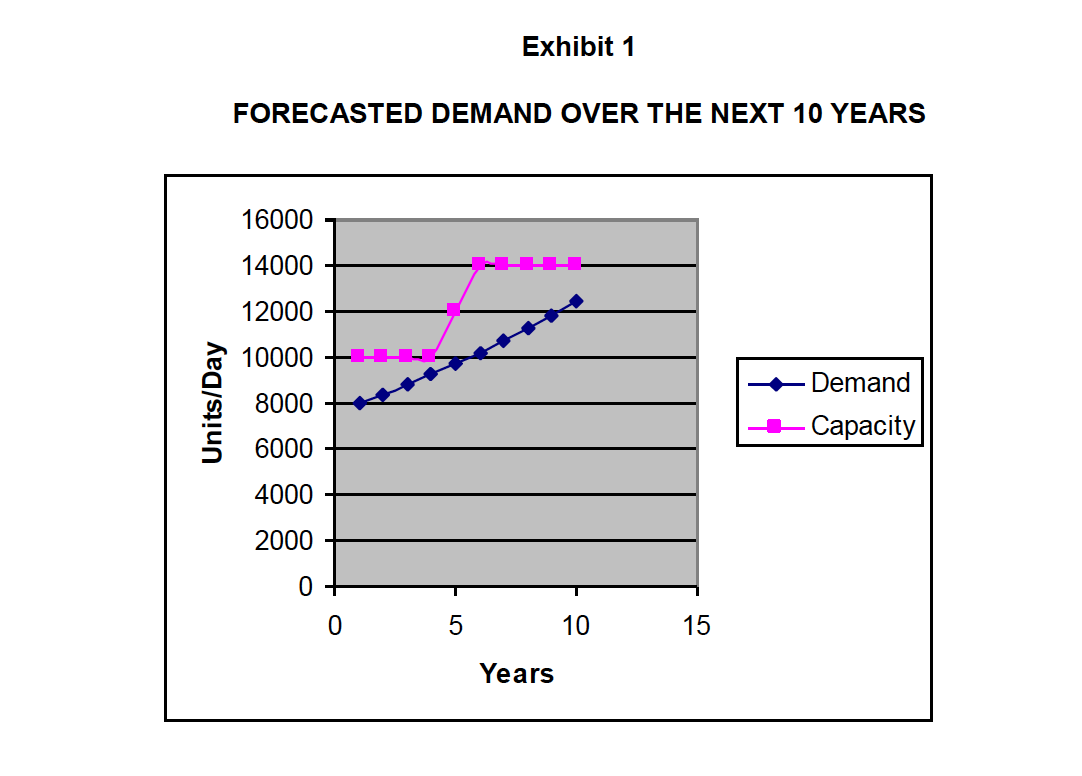 Exhibit 1
FORECASTED DEMAND OVER THE NEXT 10 YEARS
16000
14000
12000
10000
8000
6000
4000
2000
0
Units/Day
0 5 10 15
Years
Demand
Capacity